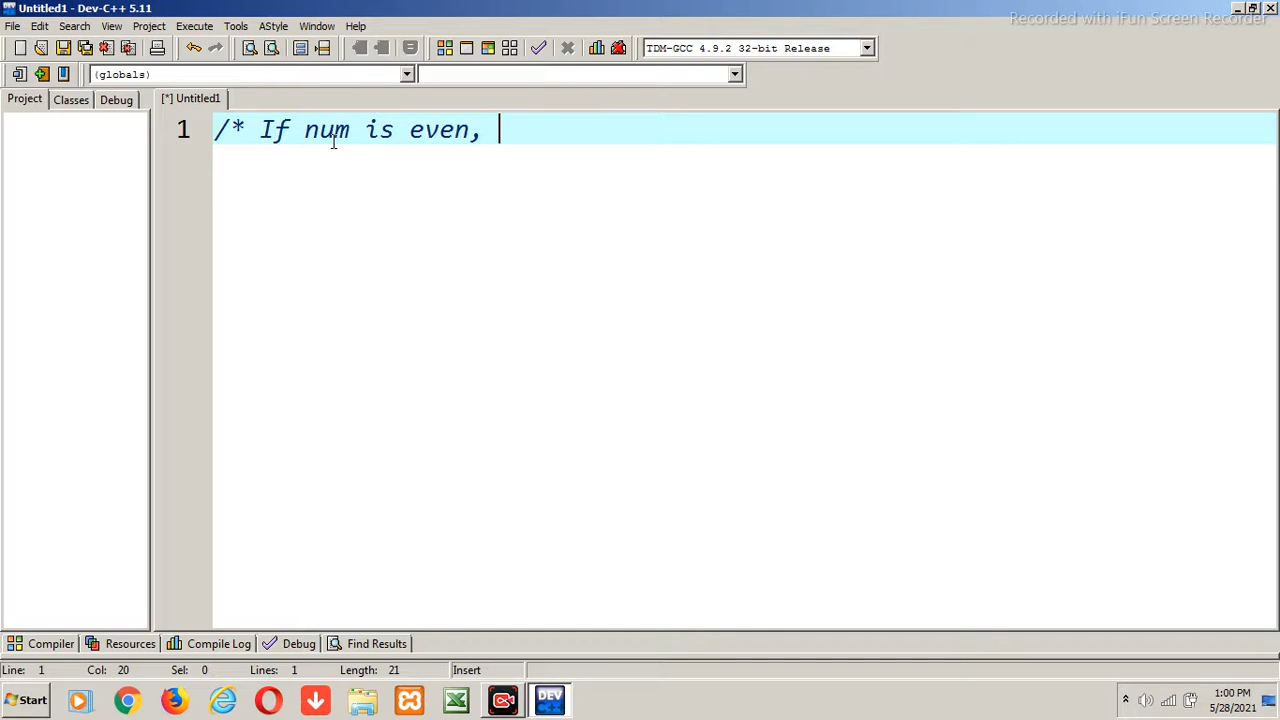 Untitled1 - Dev-C++ 5.11
Recorded with iFun Screen Recorder
File Edit Search View Project Execute Tools AStyle Window Help
TDM-GCC 4.9.2 32-bit Release
(globals)
Project Classes Debug [*] Untitled1
1 /* If num is even,
Compiler Resources Compile Log Debug Find Results
Line: 1 Col: 20 Sel: 0 Lines: 1 Length: 21 Insert
Start DEV C++ 1:00 PM
5/28/2021